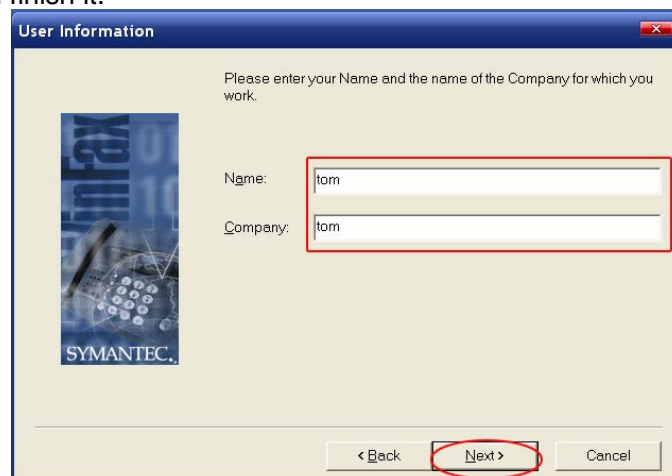 finish it.
User Information
Please enter your Name and the name of the Company for which you
work.
WinFax
Name:
tom
Company:
tom
SYMANTEC.
< Back
Next >
Cancel